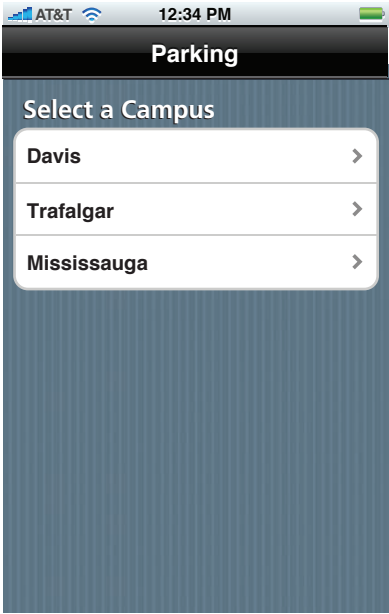 AT&T 12:34 PM
Parking
Select a Campus
Davis
Trafalgar
Mississauga